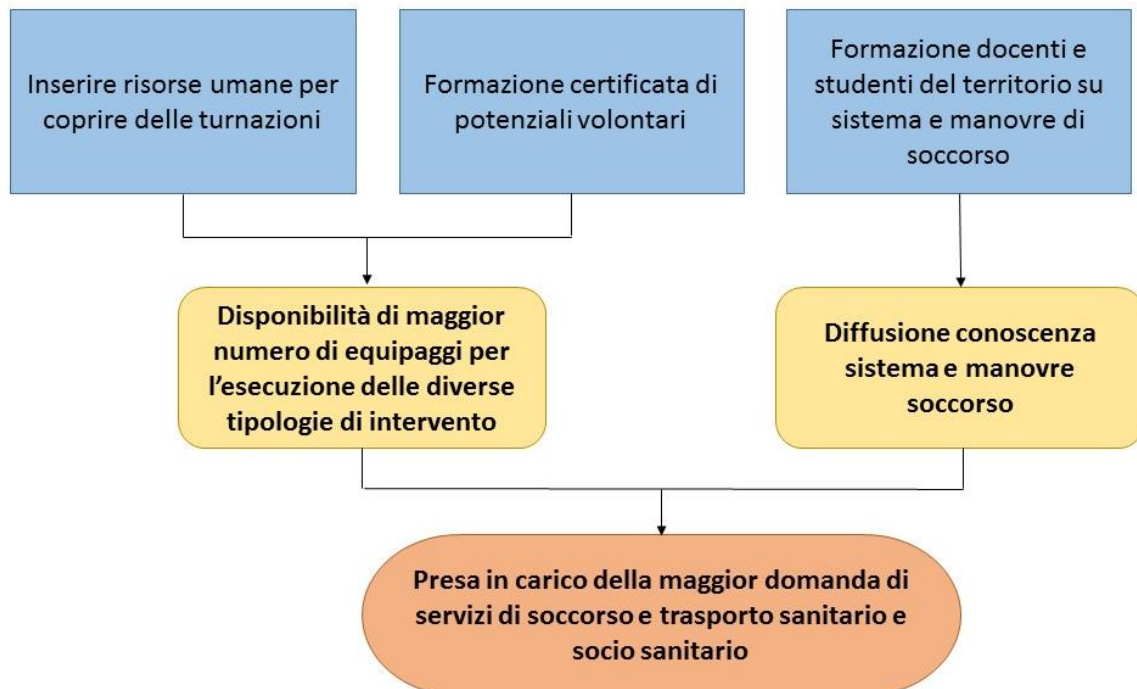 Inserire risorse umane per
coprire delle turnazioni
Formazione certificata di
potenziali volontari
Formazione docenti e
studenti del territorio su
sistema e manovre di
soccorso
Disponibilità di maggior
numero di equipaggi per
l’esecuzione delle diverse
tipologie di intervento
Diffusione conoscenza
sistema e manovre
soccorso
Presa in carico della maggior domanda di
servizi di soccorso e trasporto sanitario e
socio sanitario